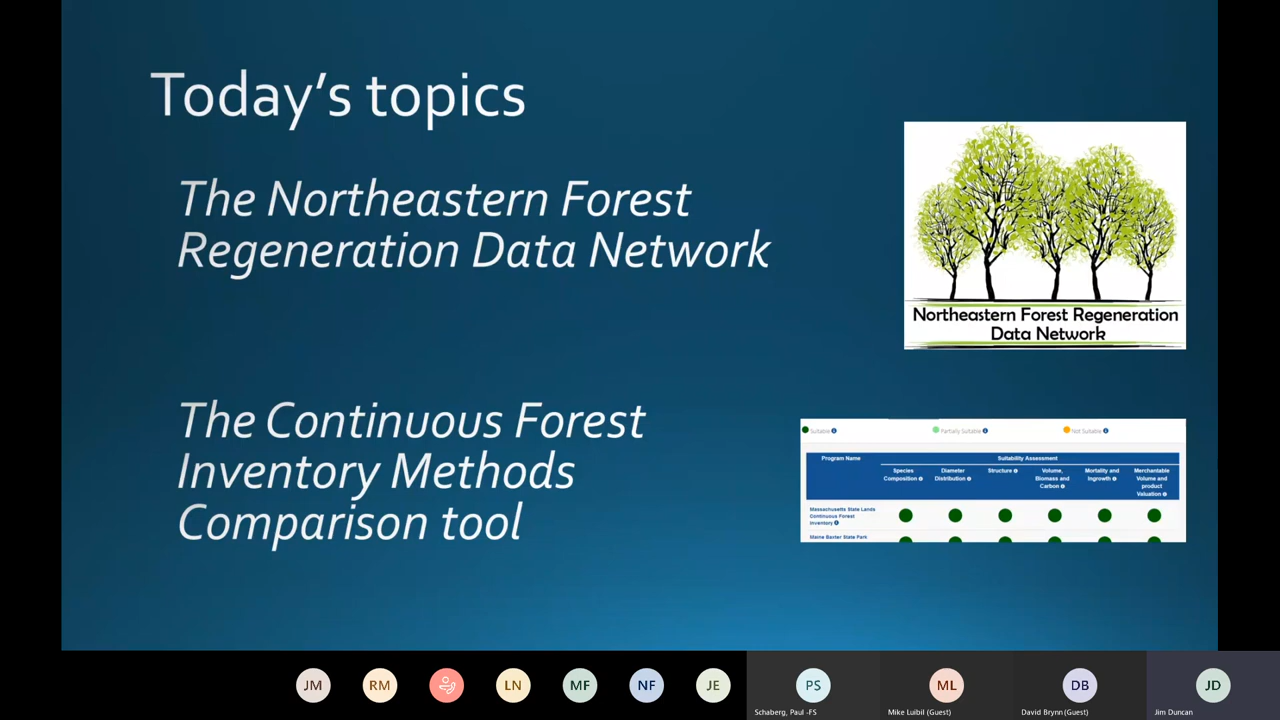 Today's topics
The Northeastern Forest
Regeneration Data Network
Northeastern Forest Regeneration
Data Network
The Continuous Forest
Inventory Methods
Comparison tool
Suitable
Partially Suitable
Not Suitable
Program Name
Suitability Assessment
Species Composition
Diameter Distribution
Structure
Volume, Biomass and Carbon
Mortality and Ingrowth
Merchantable Volume and product Valuation
Massachusetts State Lands
Continuous Forest
Inventory
Maine Baxter State Park
JM
RM
LN
MF
NF
JE
PS
ML
DB
JD
Schaberg, Paul -FS
Mike Luibil (Guest)
David Brynn (Guest)
Jim Duncan